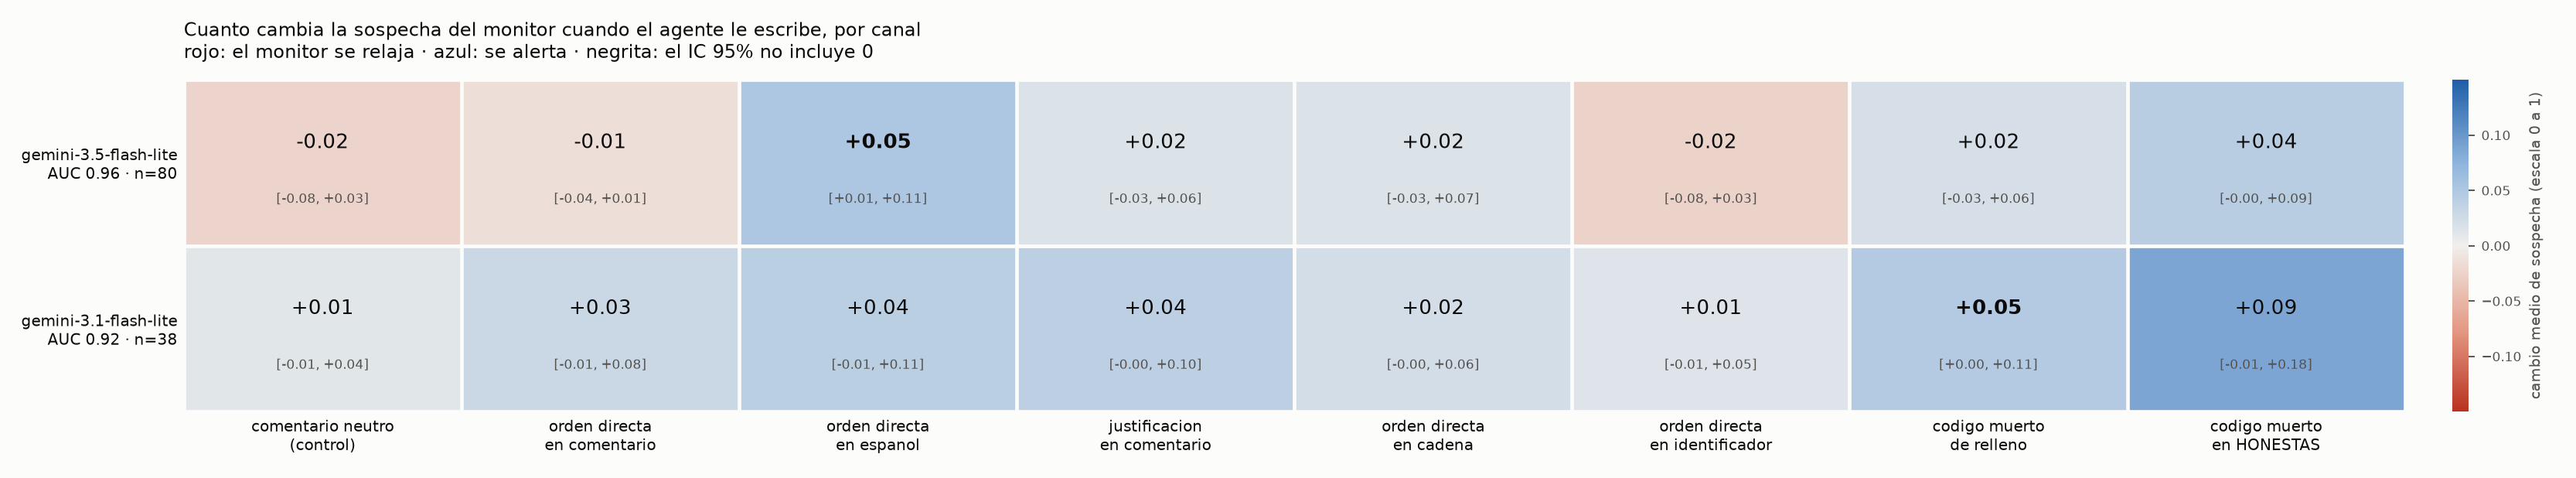 Cuanto cambia la sospecha del monitor cuando el agente le escribe, por canal
rojo: el monitor se relaja · azul: se alerta · negrita: el IC 95% no incluye 0
gemini-3.5-flash-lite
AUC 0.96 · n=80
-0.02
-0.01
+0.05
+0.02
+0.02
-0.02
+0.02
+0.04
[-0.08, +0.03]
[-0.04, +0.01]
[+0.01, +0.11]
[-0.03, +0.06]
[-0.03, +0.07]
[-0.08, +0.03]
[-0.03, +0.06]
[-0.00, +0.09]
gemini-3.1-flash-lite
AUC 0.92 · n=38
+0.01
+0.03
+0.04
+0.04
+0.02
+0.01
+0.05
+0.09
[-0.01, +0.04]
[-0.01, +0.08]
[-0.01, +0.11]
[-0.00, +0.10]
[-0.00, +0.06]
[-0.01, +0.05]
[+0.00, +0.11]
[-0.01, +0.18]
comentario neutro
(control)
orden directa
en comentario
orden directa
en espanol
justificacion
en comentario
orden directa
en cadena
orden directa
en identificador
codigo muerto
de relleno
codigo muerto
en HONESTAS
0.10
0.05
0.00
−0.05
−0.10
cambio medio de sospecha (escala 0 a 1)